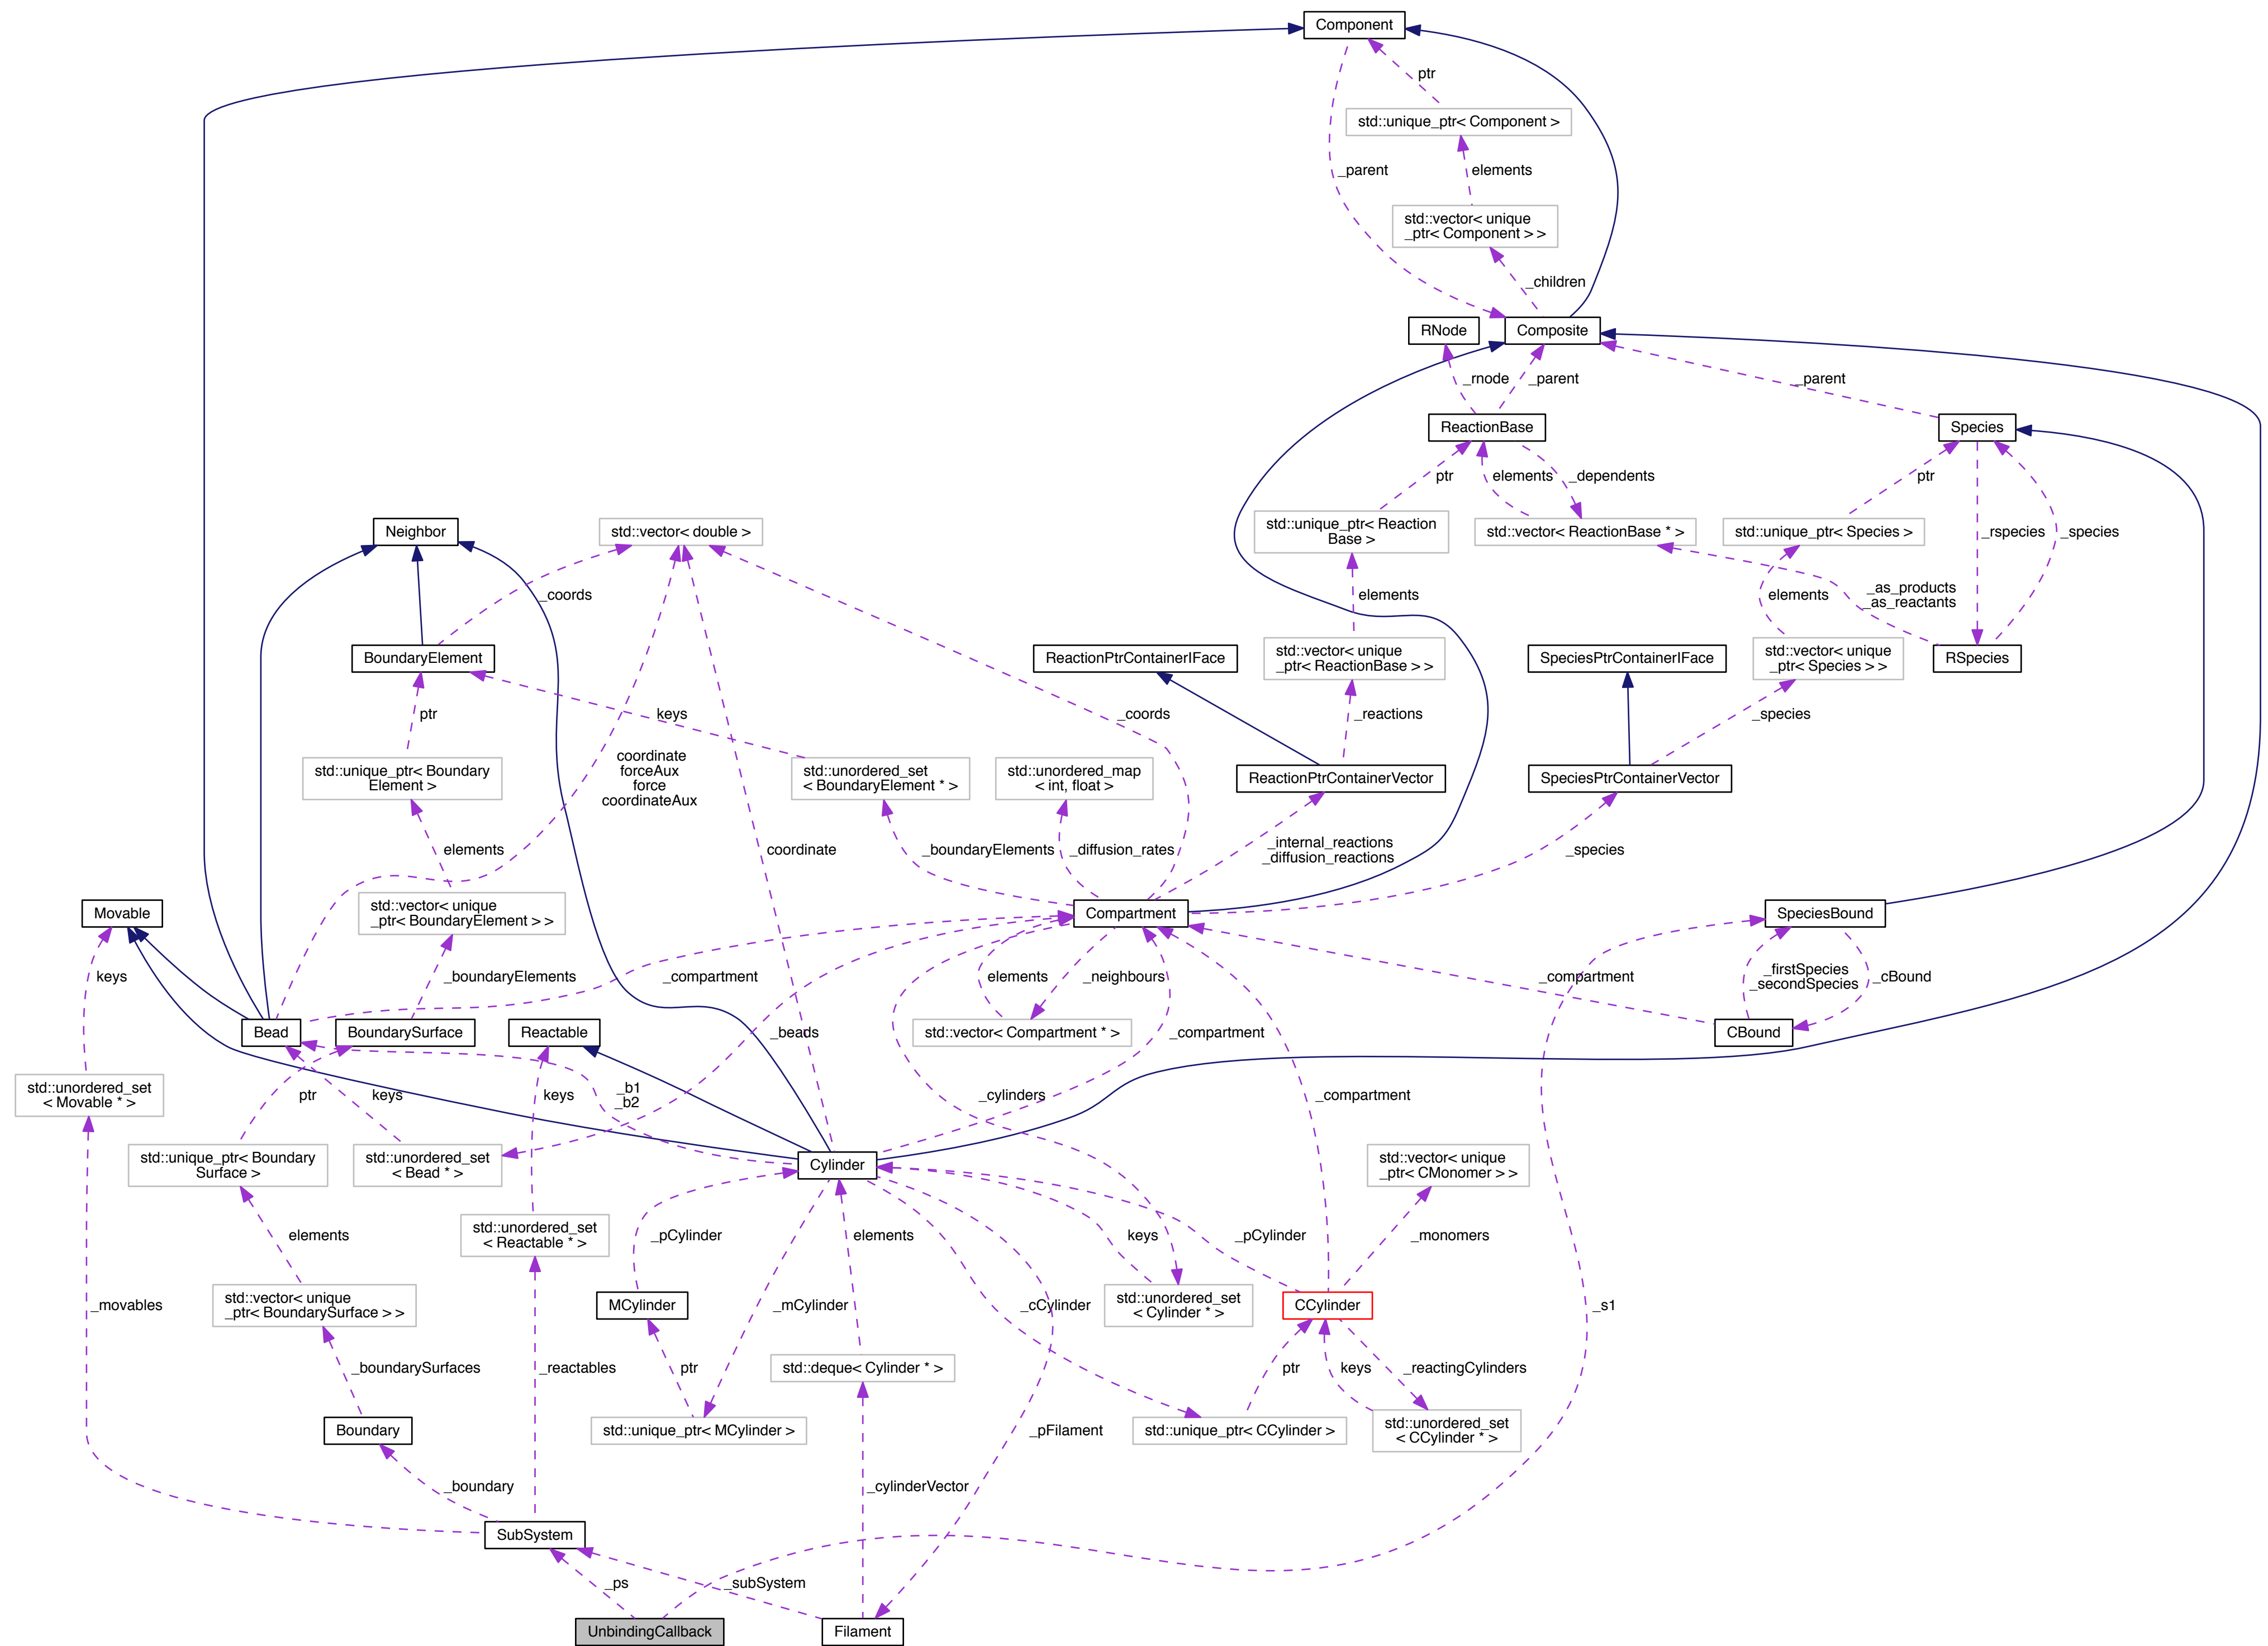 Component
ptr
std::unique_ptr< Component >
_parent
elements
std::vector< unique
_ptr< Component > >
_children
RNode
Composite
_rnode
_parent
_parent
ReactionBase
Species
ptr
elements
_dependents
ptr
Neighbor
std::vector< double >
std::unique_ptr< Reaction
Base >
std::vector< ReactionBase * >
std::unique_ptr< Species >
_rspecies
_species
_coords
elements
elements
_as_products
_as_reactants
BoundaryElement
ReactionPtrContainerIFace
std::vector< unique
_ptr< ReactionBase > >
SpeciesPtrContainerIFace
std::vector< unique
_ptr< Species > >
RSpecies
ptr
keys
_coords
_reactions
_species
coordinate
forceAux
force
coordinateAux
std::unique_ptr< Boundary
Element >
std::unordered_set
< BoundaryElement * >
std::unordered_map
< int, float >
ReactionPtrContainerVector
SpeciesPtrContainerVector
elements
coordinate
_boundaryElements
_diffusion_rates
_internal_reactions
_diffusion_reactions
_species
Movable
std::vector< unique
_ptr< BoundaryElement > >
Compartment
SpeciesBound
keys
_boundaryElements
_compartment
elements
_neighbours
_compartment
_firstSpecies
_secondSpecies
_cBound
Bead
BoundarySurface
Reactable
_beads
std::vector< Compartment * >
_compartment
CBound
std::unordered_set
< Movable * >
ptr
keys
keys
_b1
_b2
_cylinders
_compartment
std::unique_ptr< Boundary
Surface >
std::unordered_set
< Bead * >
Cylinder
std::vector< unique
_ptr< CMonomer > >
elements
std::unordered_set
< Reactable * >
_pCylinder
elements
keys
_pCylinder
_monomers
_movables
std::vector< unique
_ptr< BoundarySurface > >
MCylinder
_mCylinder
_cCylinder
std::unordered_set
< Cylinder * >
CCylinder
_s1
_boundarySurfaces
_reactables
ptr
std::deque< Cylinder * >
ptr
keys
_reactingCylinders
Boundary
std::unique_ptr< MCylinder >
_pFilament
std::unique_ptr< CCylinder >
std::unordered_set
< CCylinder * >
_boundary
_cylinderVector
SubSystem
_ps
_subSystem
UnbindingCallback
Filament